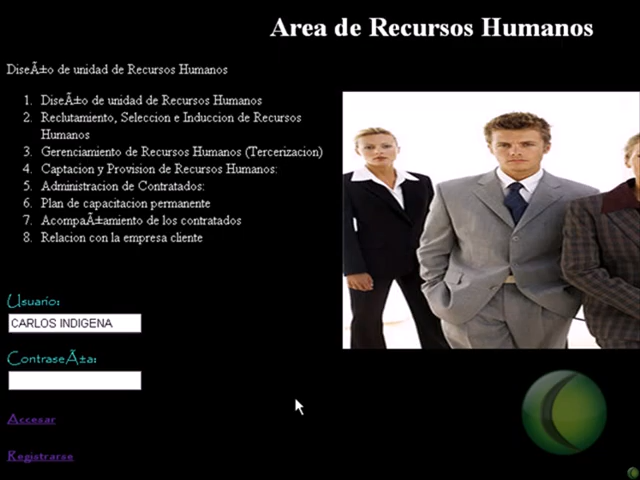 Area de Recursos Humanos
DiseÃ±o de unidad de Recursos Humanos
1. DiseÃ±o de unidad de Recursos Humanos
2. Reclutamiento, Seleccion e Induccion de Recursos
Humanos
3. Gerenciamiento de Recursos Humanos (Tercerizacion)
4. Captacion y Provision de Recursos Humanos:
5. Administracion de Contratados:
6. Plan de capacitacion permanente
7. AcompaÃ±amiento de los contratados
8. Relacion con la empresa cliente
Usuario:
CARLOS INDIGENA
ContraseÃ±a:
Accesar
Registrarse